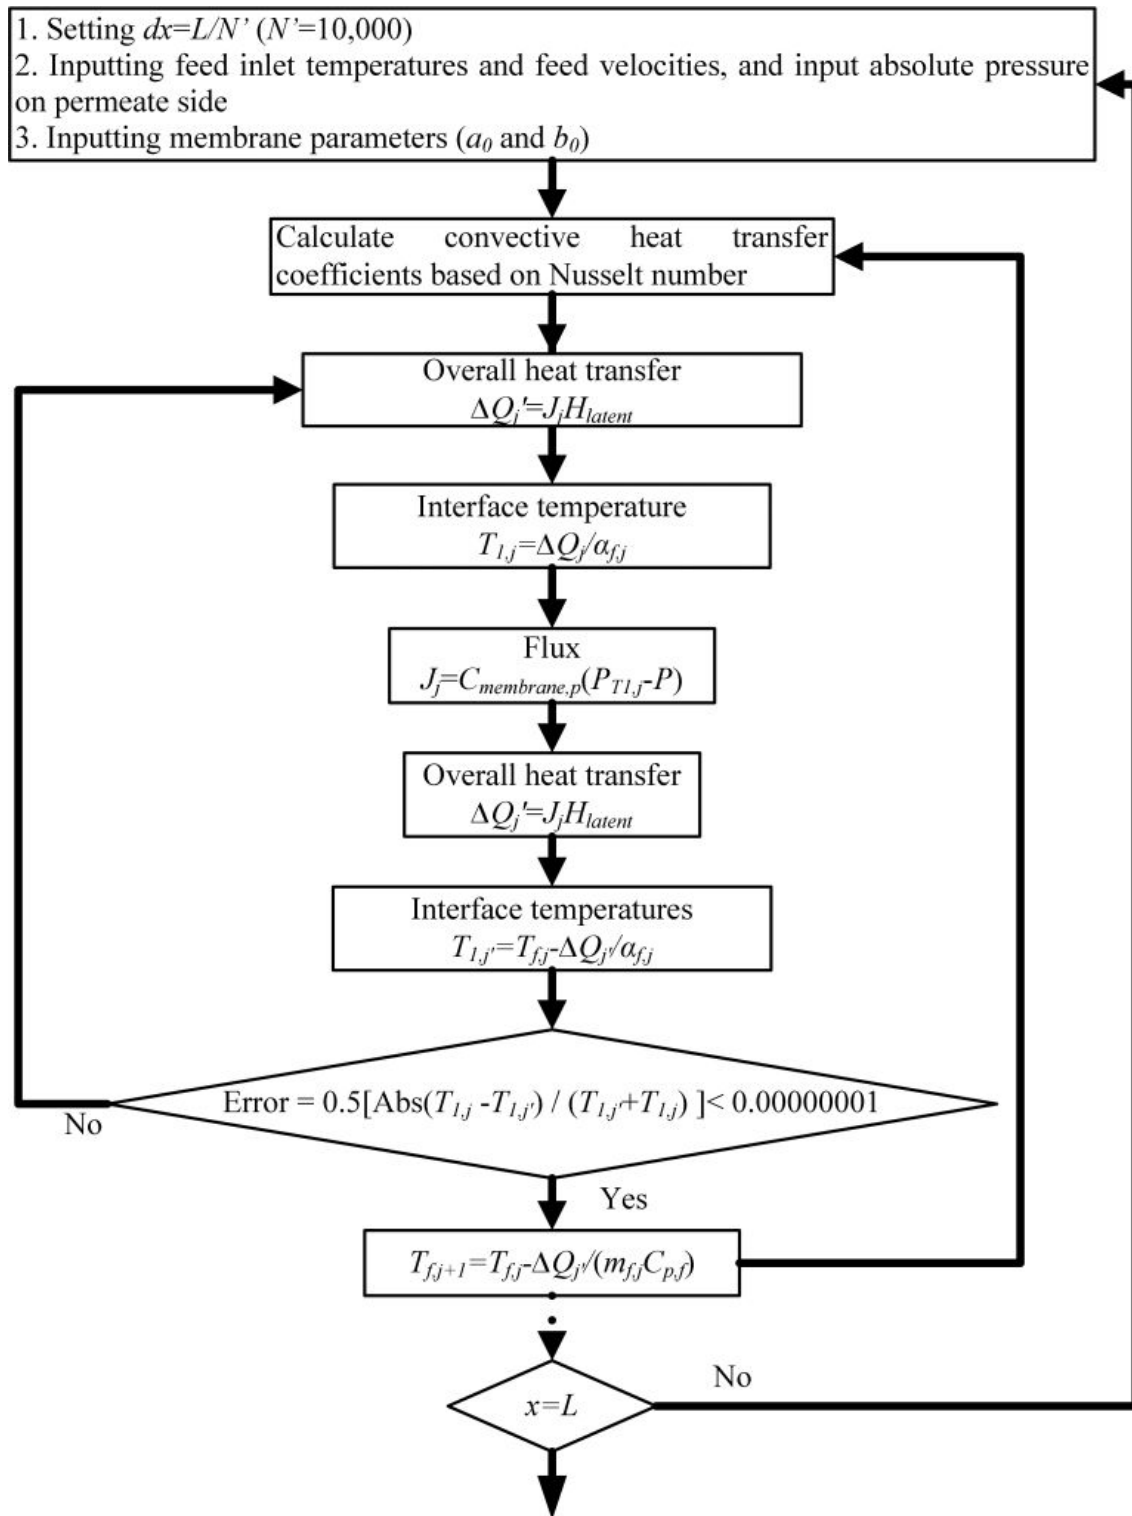 1. Setting dx=L/N’ (N’=10,000)
2. Inputting feed inlet temperatures and feed velocities, and input absolute pressure
on permeate side
3. Inputting membrane parameters (a0 and b0)
Calculate convective heat transfer
coefficients based on Nusselt number
Overall heat transfer
ΔQj'=JjHlatent
Interface temperature
T1,j=ΔQj/αf,j
Flux
Jj=Cmembrane,p(PT1,j-P)
Overall heat transfer
ΔQj'=JjHlatent
Interface temperatures
T1,j'=Tf,j-ΔQj'/αf,j
Error = 0.5[Abs(T1,j -T1,j') / (T1,j'+T1,j) ]< 0.00000001
No
Yes
Tf,j+1=Tf,j-ΔQj'/(mf,jCp,f)
No
x=L